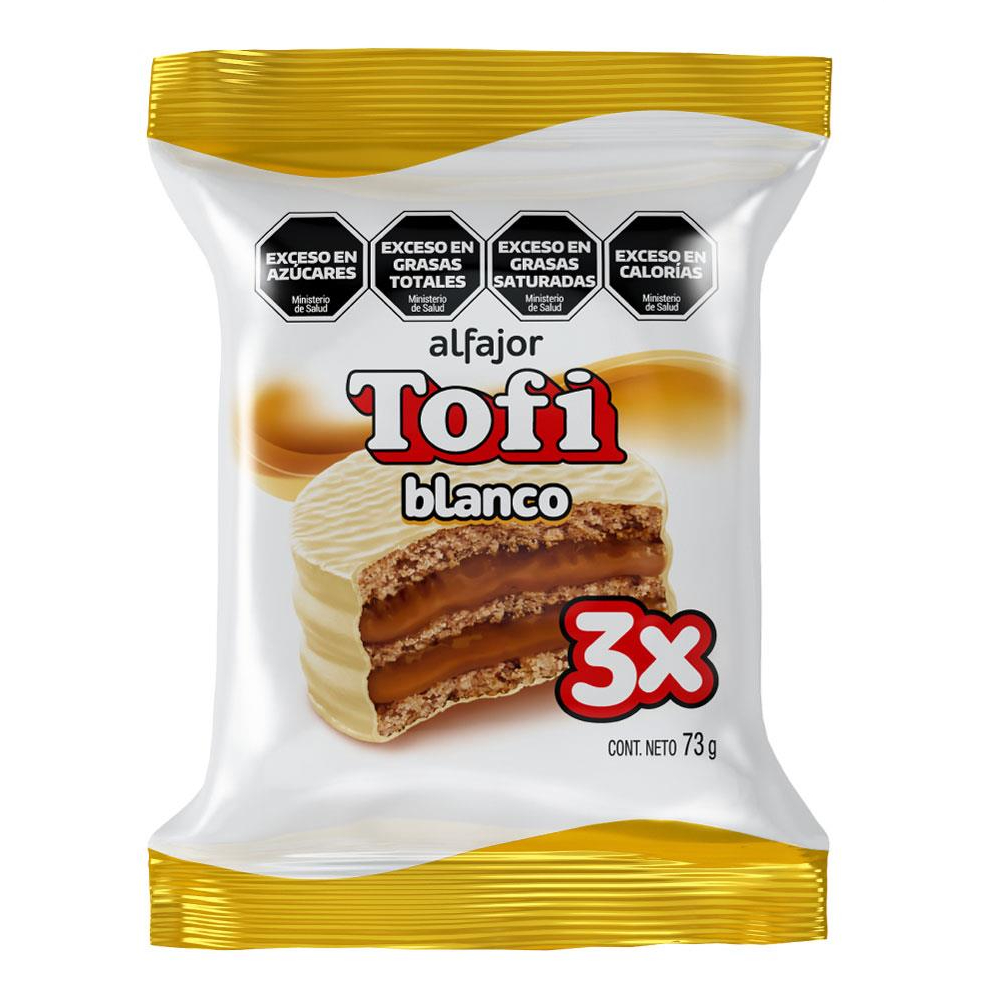 EXCESO EN
AZÚCARES
Ministerio
de Salud
EXCESO EN
GRASAS
TOTALES
Ministerio
de Salud
EXCESO EN
GRASAS
SATURADAS
Ministerio
de Salud
EXCESO EN
CALORÍAS
Ministerio
de Salud
alfajor
Tofi
blanco
3x
CONT. NETO 73 g